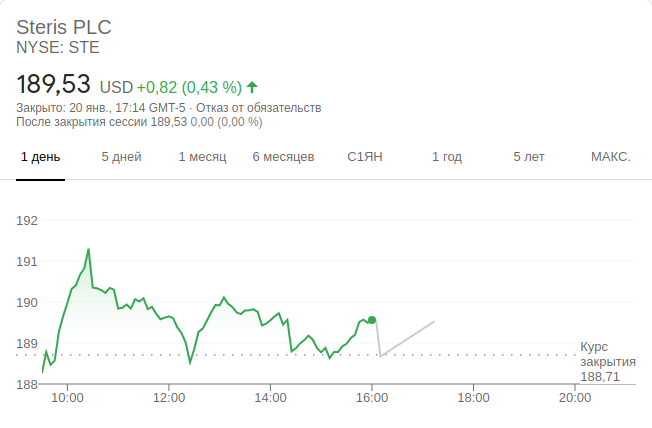 Steris PLC
NYSE: STE
189,53 USD +0,82 (0,43 %)
Закрыто: 20 янв., 17:14 GMT-5 · Отказ от обязательств
После закрытия сессии 189,53 0,00 (0,00 %)
1 день 5 дней 1 месяц 6 месяцев С1ЯН 1 год 5 лет МАКС.
192
191
190
189
188
Курс
закрытия
188,71
10:00 12:00 14:00 16:00 18:00 20:00